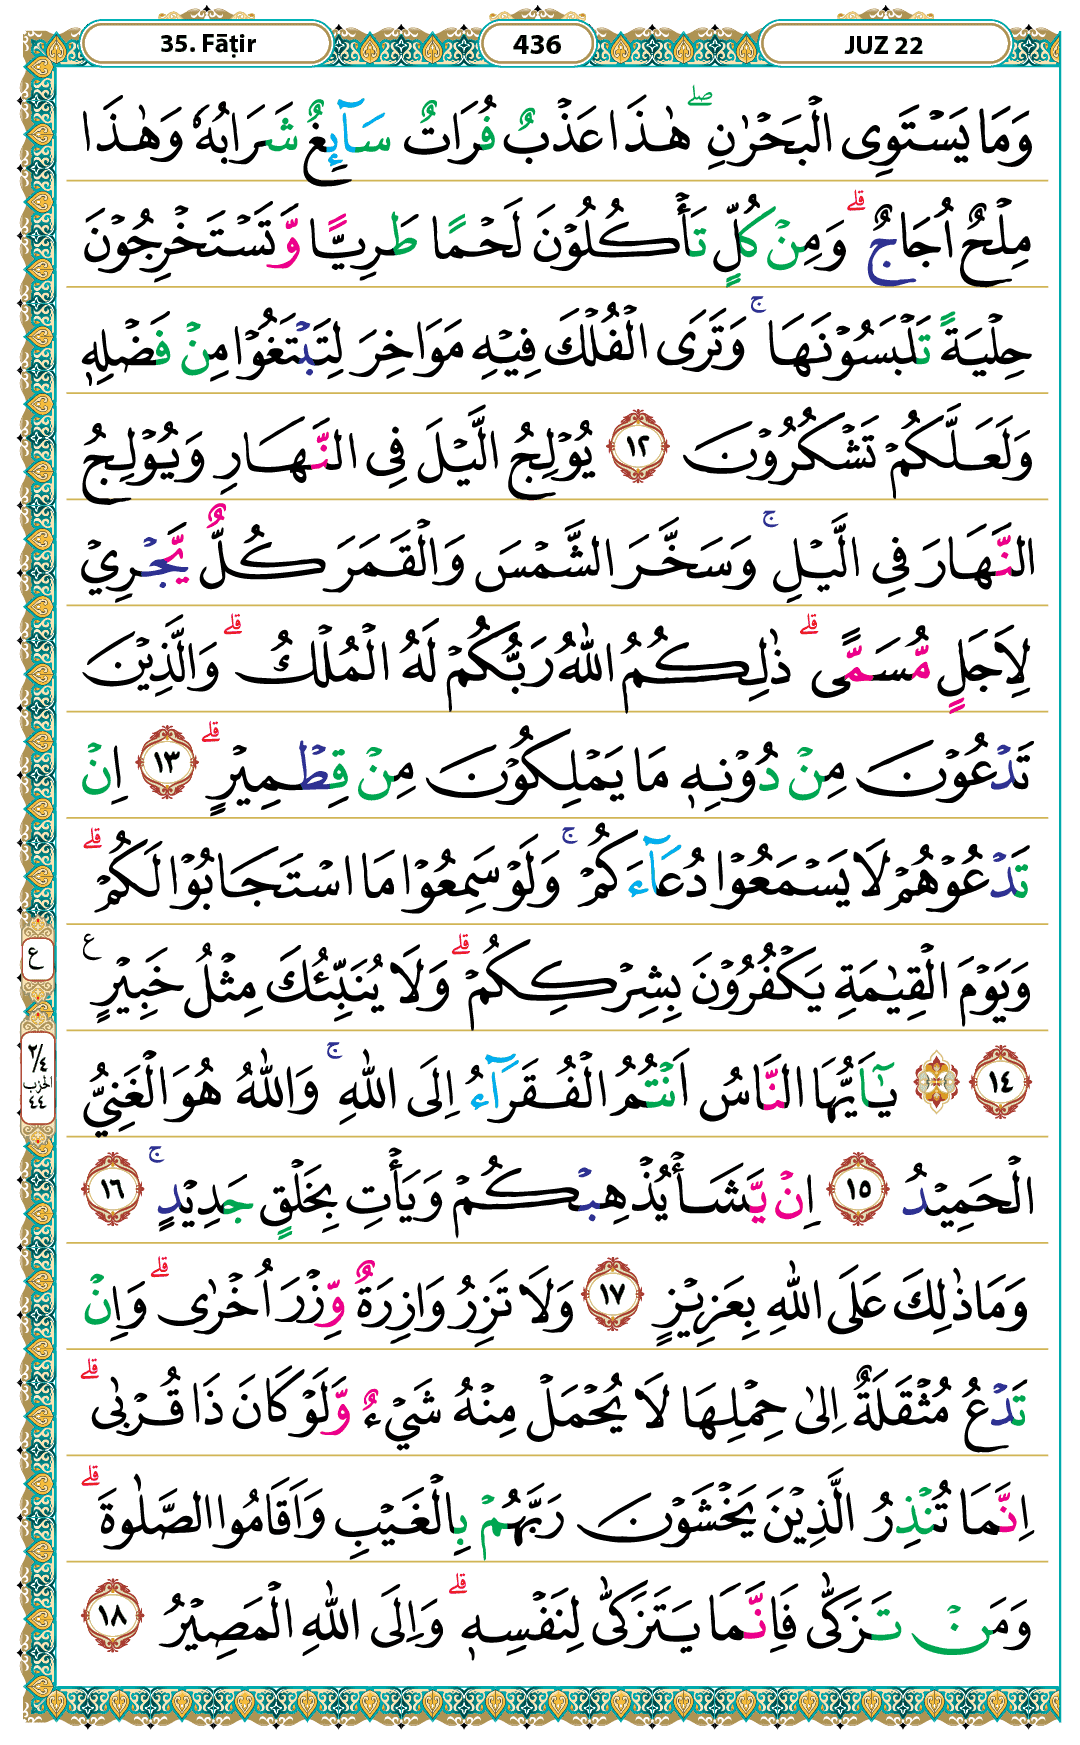 35. Fāṭir 436 JUZ 22
وَمَا يَسْتَوِى الْبَحْرٰنِ ۖ هٰذَا عَذْبٌ فُرَاتٌ سَآئِغٌ شَرَابُهٗ وَهٰذَا
مِلْحٌ اُجَاجٌ ۗ وَمِنْ كُلٍّ تَأْكُلُوْنَ لَحْمًا طَرِيًّا وَّتَسْتَخْرِجُوْنَ
حِلْيَةً تَلْبَسُوْنَهَا ۚ وَتَرَى الْفُلْكَ فِيْهِ مَوَاخِرَ لِتَبْتَغُوْا مِنْ فَضْلِهٖ
وَلَعَلَّكُمْ تَشْكُرُوْنَ ١٢ يُوْلِجُ الَّيْلَ فِى النَّهَارِ وَيُوْلِجُ
النَّهَارَ فِى الَّيْلِ ۚ وَسَخَّرَ الشَّمْسَ وَالْقَمَرَ كُلٌّ يَّجْرِيْ
لِاَجَلٍ مُّسَمًّى ۗ ذٰلِكُمُ اللّٰهُ رَبُّكُمْ لَهُ الْمُلْكُ ۗ وَالَّذِيْنَ
تَدْعُوْنَ مِنْ دُوْنِهٖ مَا يَمْلِكُوْنَ مِنْ قِطْمِيْرٍ ۗ ١٣ اِنْ
تَدْعُوْهُمْ لَا يَسْمَعُوْا دُعَآءَكُمْ ۚ وَلَوْ سَمِعُوْا مَا اسْتَجَابُوْا لَكُمْ ۗ
وَيَوْمَ الْقِيٰمَةِ يَكْفُرُوْنَ بِشِرْكِكُمْ ۗ وَلَا يُنَبِّئُكَ مِثْلُ خَبِيْرٍ ع
ع
١٤ يٰٓاَيُّهَا النَّاسُ اَنْتُمُ الْفُقَرَآءُ اِلَى اللّٰهِ ۚ وَاللّٰهُ هُوَ الْغَنِيُّ
٢/٤
الحزب
٤٤
الْحَمِيْدُ ١٥ اِنْ يَّشَأْ يُذْهِبْكُمْ وَيَأْتِ بِخَلْقٍ جَدِيْدٍ ۚ ١٦
وَمَا ذٰلِكَ عَلَى اللّٰهِ بِعَزِيْزٍ ١٧ وَلَا تَزِرُ وَازِرَةٌ وِّزْرَ اُخْرٰى ۗ وَاِنْ
تَدْعُ مُثْقَلَةٌ اِلٰى حِمْلِهَا لَا يُحْمَلْ مِنْهُ شَيْءٌ وَّلَوْ كَانَ ذَا قُرْبٰى ۗ
اِنَّمَا تُنْذِرُ الَّذِيْنَ يَخْشَوْنَ رَبَّهُمْ بِالْغَيْبِ وَاَقَامُوا الصَّلٰوةَ ۗ
وَمَنْ تَزَكّٰى فَاِنَّمَا يَتَزَكّٰى لِنَفْسِهٖ ۗ وَاِلَى اللّٰهِ الْمَصِيْرُ ١٨